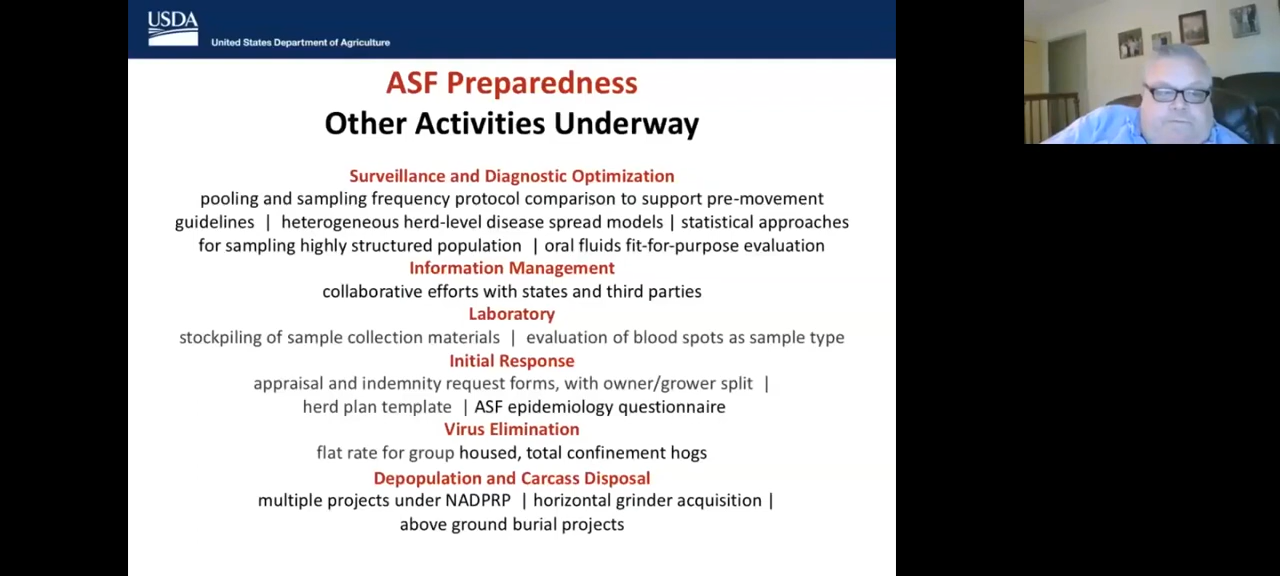 USDA
United States Department of Agriculture
ASF Preparedness
Other Activities Underway
Surveillance and Diagnostic Optimization
pooling and sampling frequency protocol comparison to support pre-movement
guidelines | heterogeneous herd-level disease spread models | statistical approaches
for sampling highly structured population | oral fluids fit-for-purpose evaluation
Information Management
collaborative efforts with states and third parties
Laboratory
stockpiling of sample collection materials | evaluation of blood spots as sample type
Initial Response
appraisal and indemnity request forms, with owner/grower split |
herd plan template | ASF epidemiology questionnaire
Virus Elimination
flat rate for group housed, total confinement hogs
Depopulation and Carcass Disposal
multiple projects under NADPRP | horizontal grinder acquisition |
above ground burial projects